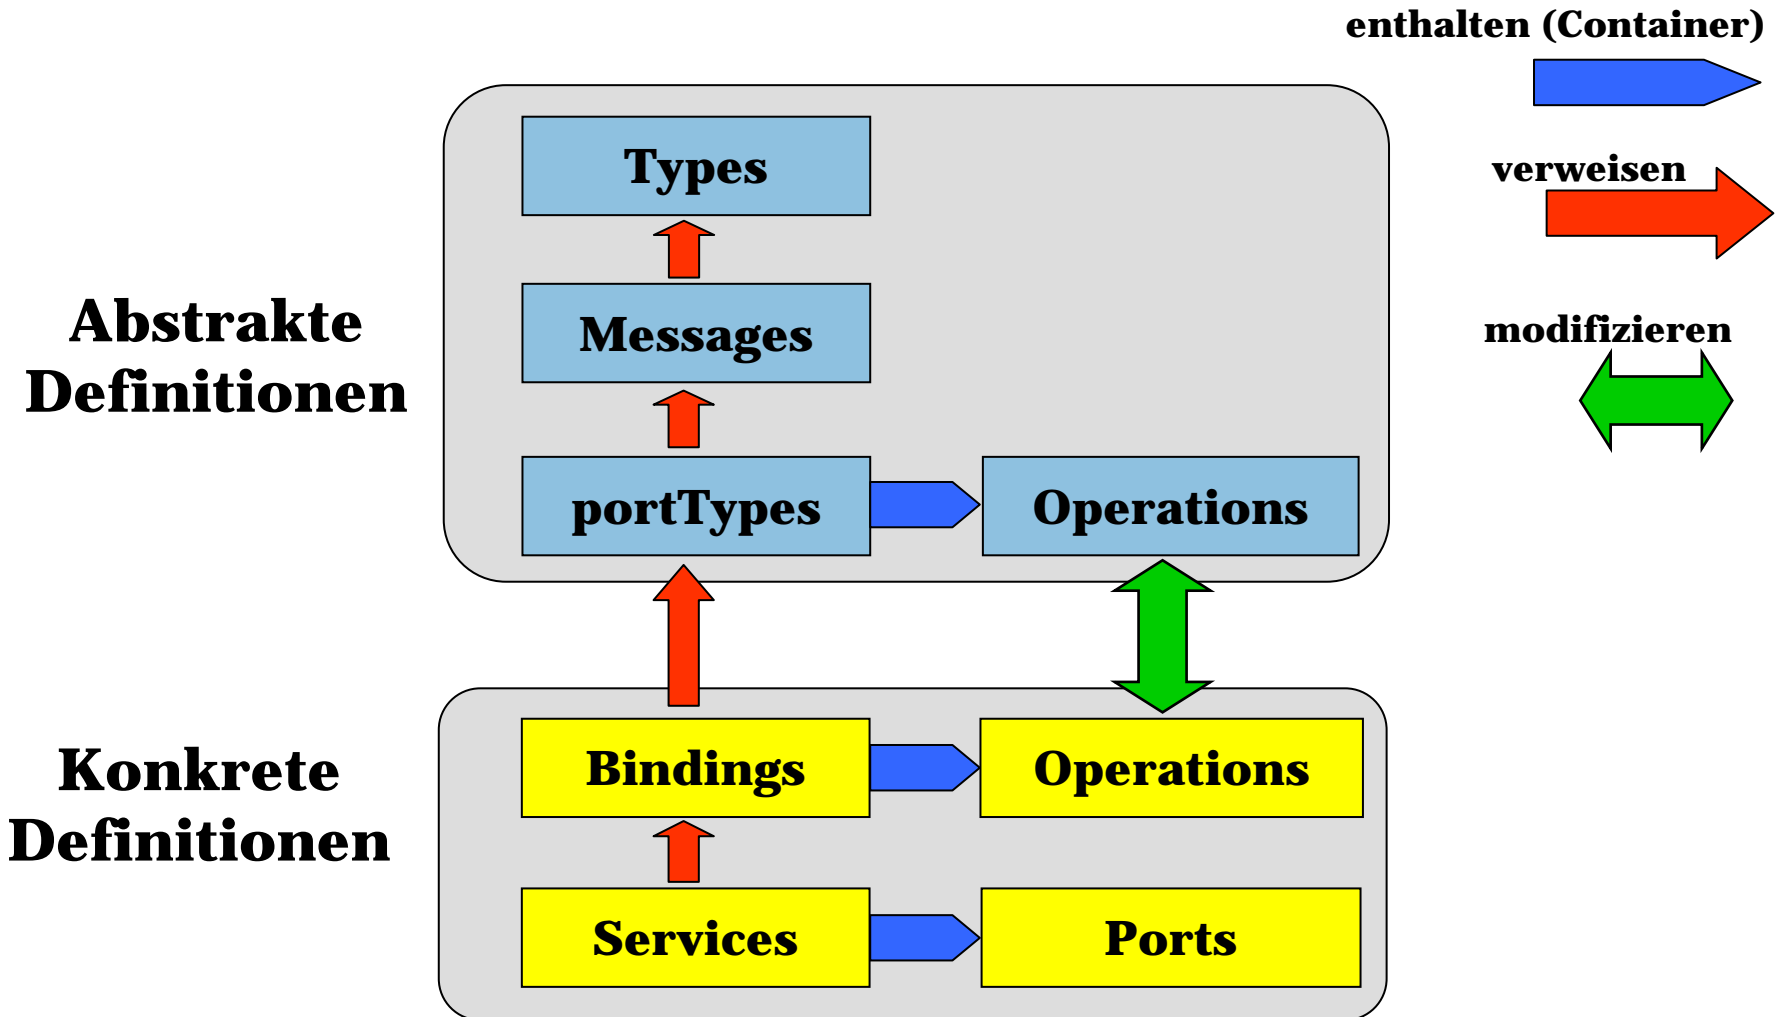 enthalten (Container)
Types
verweisen
Abstrakte
Definitionen
Messages
modifizieren
portTypes
Operations
Konkrete
Definitionen
Bindings
Operations
Services
Ports